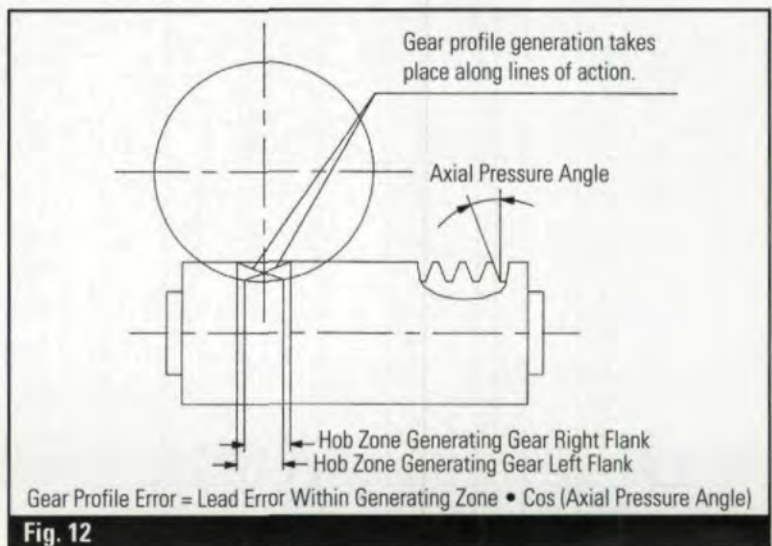 Gear profile generation takes
place along lines of action.
Axial Pressure Angle
Hob Zone Generating Gear Right Flank
Hob Zone Generating Gear Left Flank
Gear Profile Error = Lead Error Within Generating Zone • Cos (Axial Pressure Angle)
Fig. 12